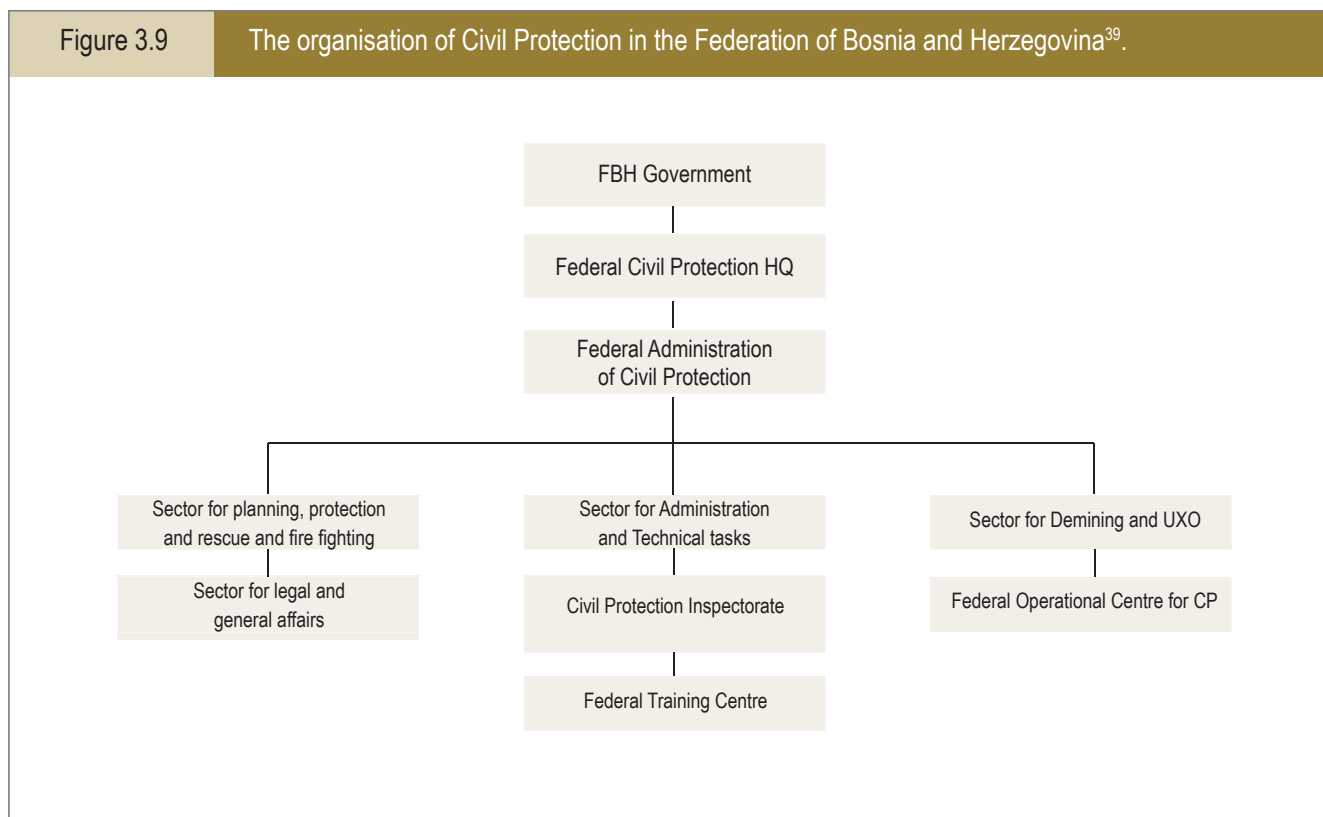 Figure 3.9
The organisation of Civil Protection in the Federation of Bosnia and Herzegovina³⁹.
FBH Government
Federal Civil Protection HQ
Federal Administration
of Civil Protection
Sector for planning, protection
and rescue and fire fighting
Sector for Administration
and Technical tasks
Sector for Demining and UXO
Sector for legal and
general affairs
Civil Protection Inspectorate
Federal Operational Centre for CP
Federal Training Centre